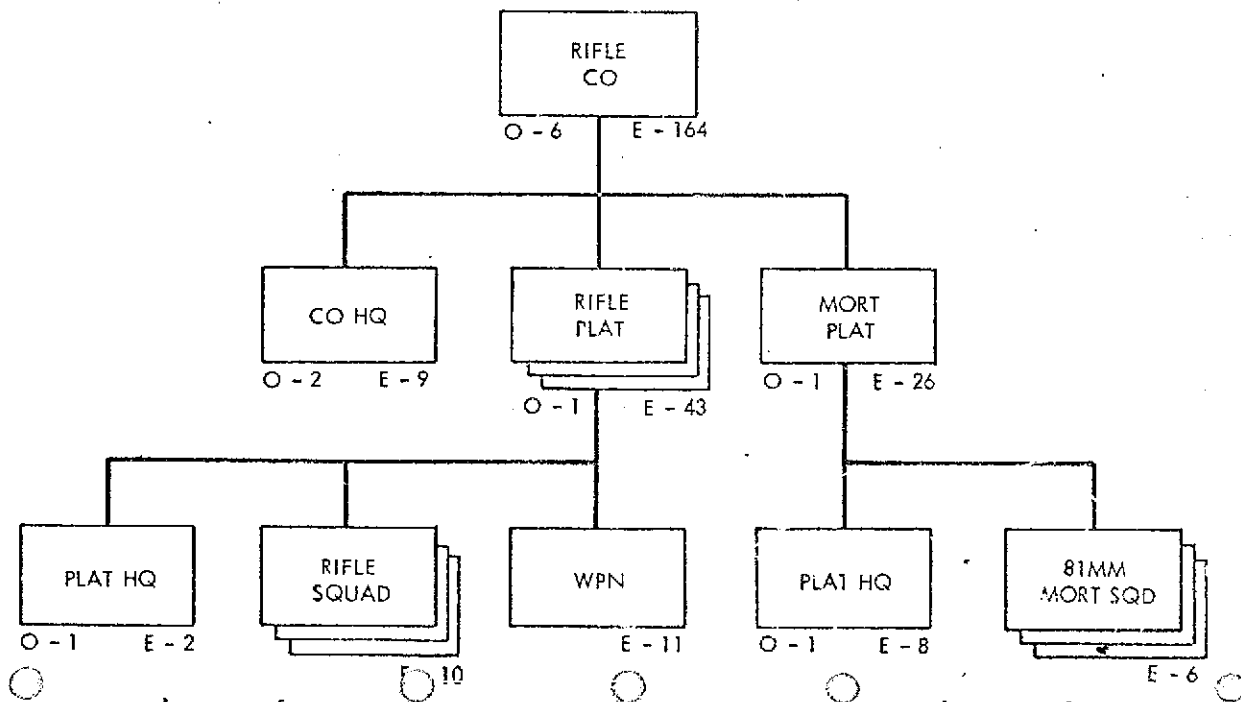 RIFLE
CO
O - 6 E - 164
CO HQ
O - 2 E - 9
RIFLE
PLAT
O - 1 E - 43
MORT
PLAT
O - 1 E - 26
PLAT HQ
O - 1 E - 2
RIFLE
SQUAD
E - 10
WPN
E - 11
PLAT HQ
O - 1 E - 8
81MM
MORT SQD
E - 6